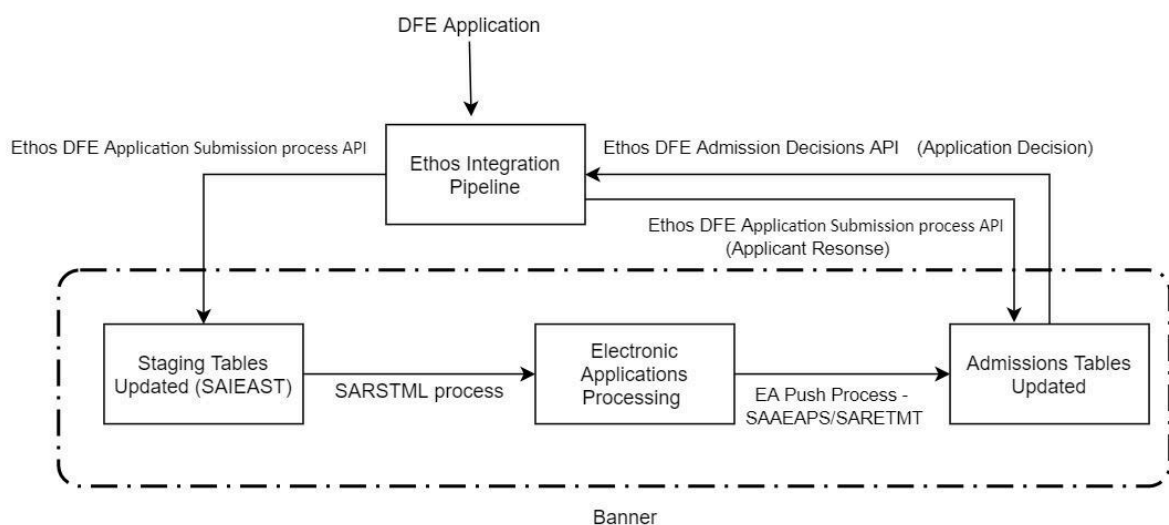 DFE Application
Ethos DFE Application Submission process API
Ethos Integration
Pipeline
Ethos DFE Admission Decisions API (Application Decision)
Ethos DFE Application Submission process API
(Applicant Resonse)
Staging Tables
Updated (SAIEAST)
SARSTML process
Electronic
Applications
Processing
EA Push Process -
SAAEAPS/SARETMT
Admissions Tables
Updated
Banner